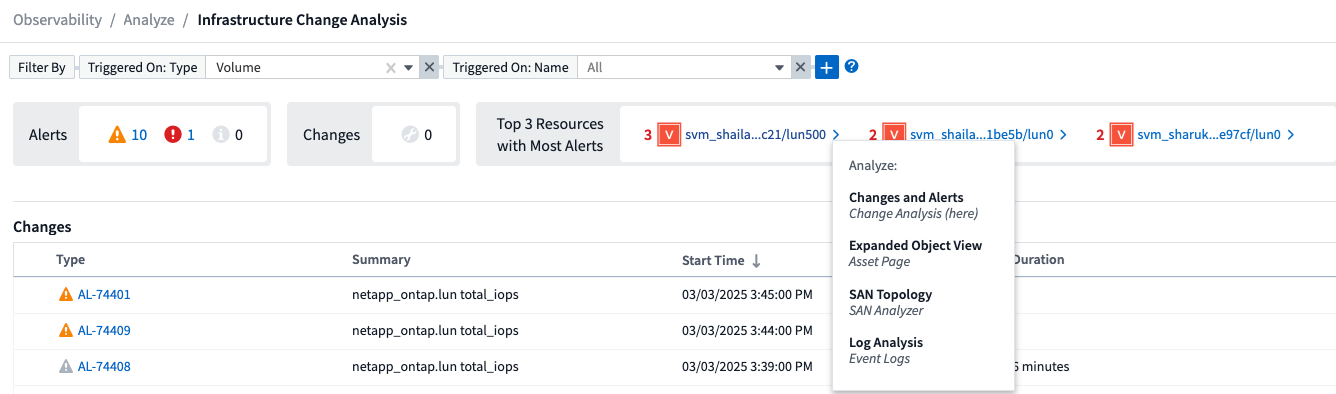 Observability / Analyze / Infrastructure Change Analysis
Filter By Triggered On: Type Volume Triggered On: Name All
Alerts 10 1 0 Changes 0
Top 3 Resources
with Most Alerts
3 V svm_shaila...c21/lun500 2 V svm_shaila...1be5b/lun0 2 V svm_sharuk...e97cf/lun0
Analyze:
Changes and Alerts
Change Analysis (here)
Expanded Object View
Asset Page
SAN Topology
SAN Analyzer
Log Analysis
Event Logs
Changes
Type Summary Start Time Duration
AL-74401 netapp_ontap.lun total_iops 03/03/2025 3:45:00 PM
AL-74409 netapp_ontap.lun total_iops 03/03/2025 3:44:00 PM
AL-74408 netapp_ontap.lun total_iops 03/03/2025 3:39:00 PM minutes